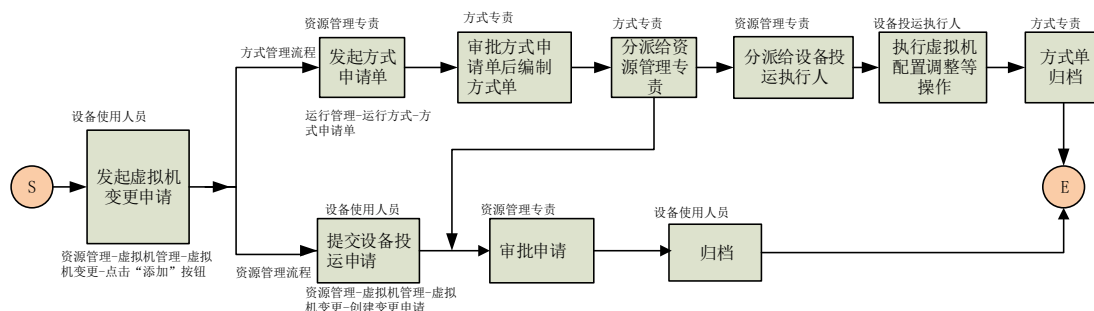 资源管理专责
方式专责
方式专责
资源管理专责
设备投运执行人
方式专责
方式管理流程
发起方式
申请单
审批方式申
请单后编制
方式单
分派给资
源管理专
责
分派给设备投
运执行人
执行虚拟机
配置调整等
操作
方式单
归档
运行管理-运行方式-方
式申请单
设备使用人员
S
发起虚拟机
变更申请
E
设备使用人员
资源管理专责
设备使用人员
提交设备投
运申请
审批申请
归档
资源管理-虚拟机管理-虚拟
机变更-点击“添加”按钮
资源管理流程
资源管理-虚拟机管理-虚拟
机变更-创建变更申请